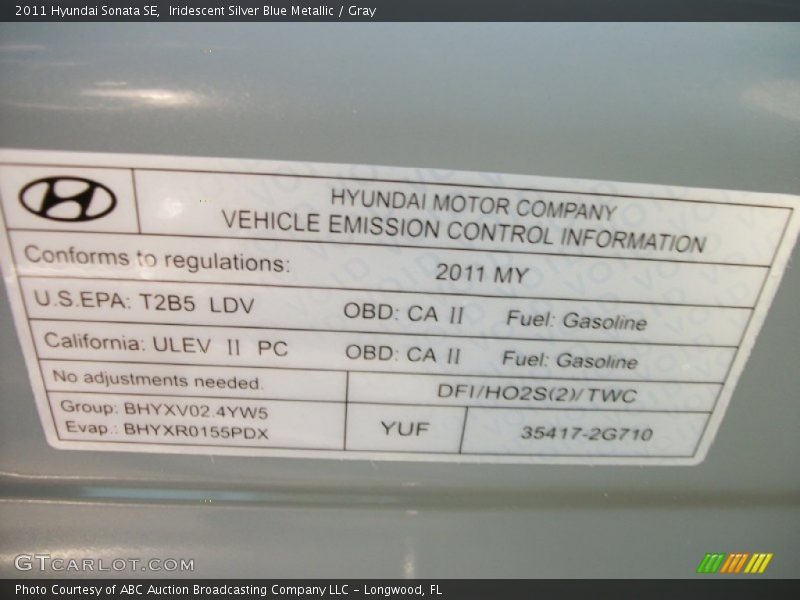 2011 Hyundai Sonata SE, Iridescent Silver Blue Metallic / Gray
HYUNDAI MOTOR COMPANY
VEHICLE EMISSION CONTROL INFORMATION
Conforms to regulations: 2011 MY
U.S.EPA: T2B5 LDV OBD: CA II Fuel: Gasoline
California: ULEV II PC OBD: CA II Fuel: Gasoline
No adjustments needed. DFI/HO2S(2)/TWC
Group: BHYXV02.4YW5
Evap.: BHYXR0155PDX
YUF 35417-2G710
GTCARLOT.COM
Photo Courtesy of ABC Auction Broadcasting Company LLC - Longwood, FL